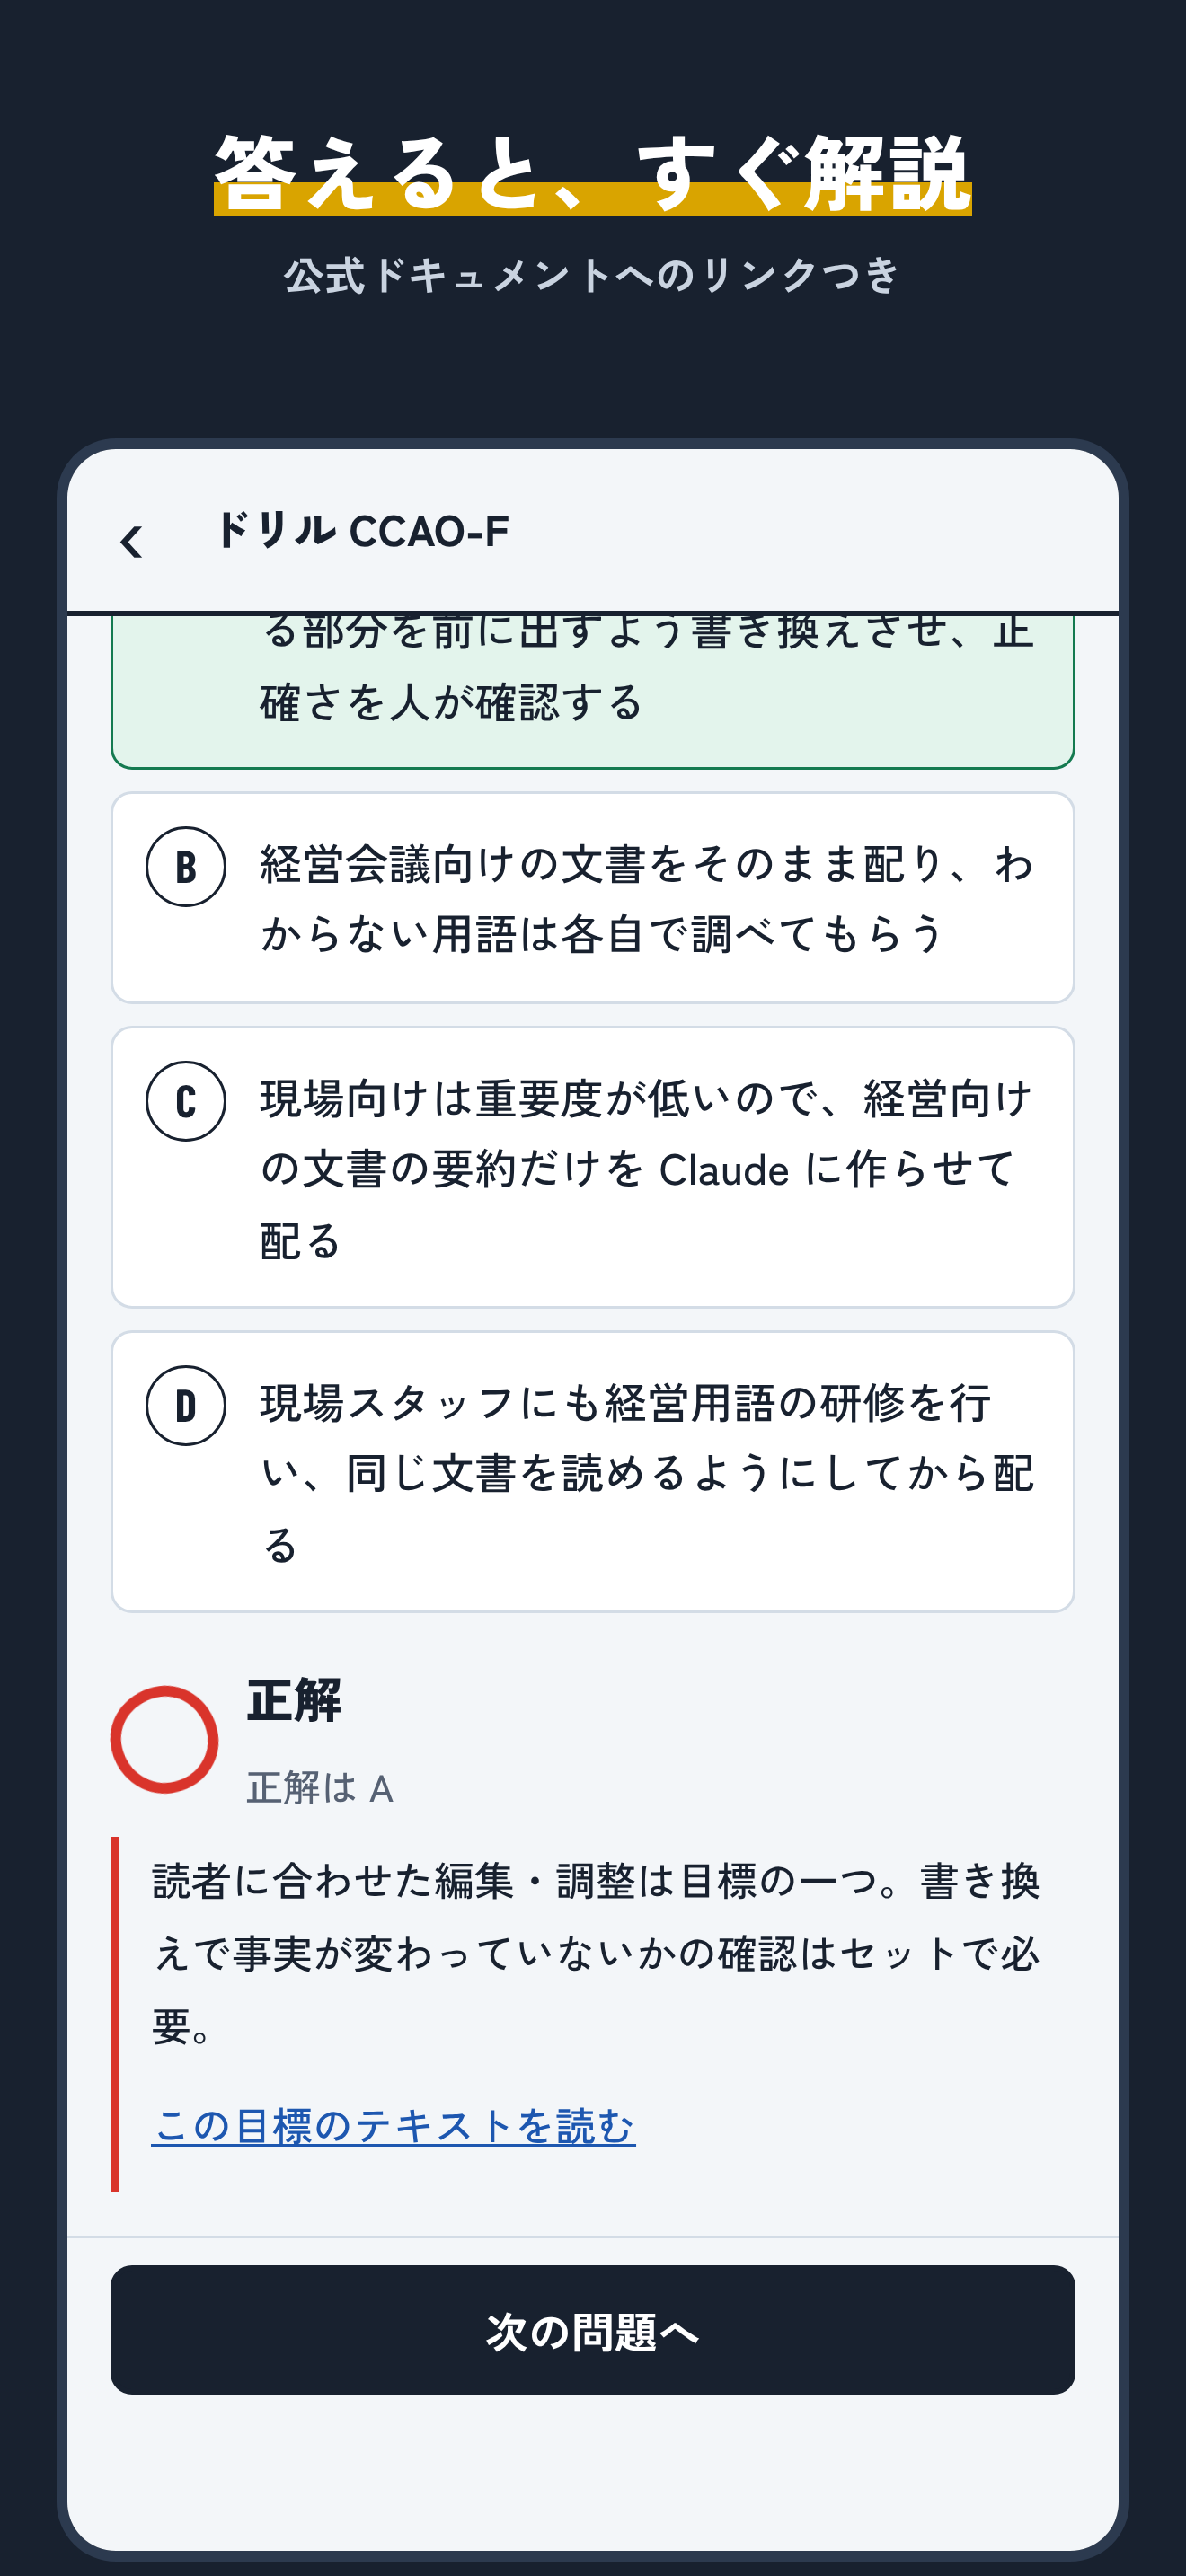 答えると、すぐ解説
公式ドキュメントへのリンクつき
ドリル CCAO-F
る部分を前に出すよう書き換えさせ、正
確さを人が確認する
B
経営会議向けの文書をそのまま配り、わ
からない用語は各自で調べてもらう
C
現場向けは重要度が低いので、経営向け
の文書の要約だけを Claude に作らせて
配る
D
現場スタッフにも経営用語の研修を行
い、同じ文書を読めるようにしてから配
る
正解
正解は A
読者に合わせた編集・調整は目標の一つ。書き換
えで事実が変わっていないかの確認はセットで必
要。
この目標のテキストを読む
次の問題へ